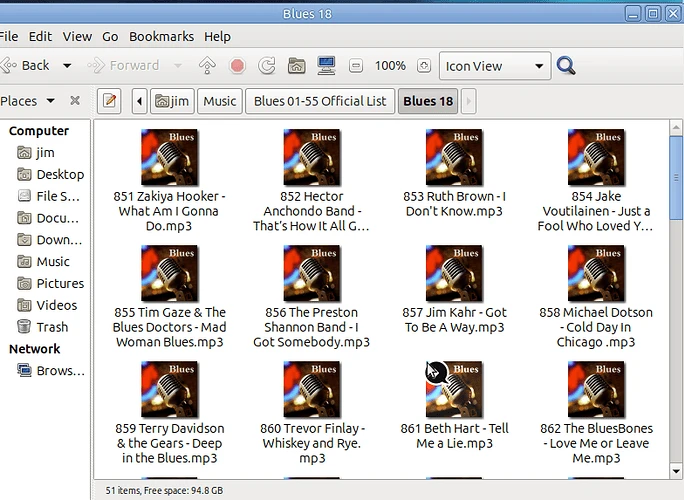 Blues 18
File Edit View Go Bookmarks Help
Back Forward 100% Icon View
Places jim Music Blues 01-55 Official List Blues 18
Computer
jim
Desktop
File S...
Docu...
Down...
Music
Pictures
Videos
Trash
Network
Brows...
Blues Blues Blues Blues
851 Zakiya Hooker -
What Am I Gonna
Do.mp3
852 Hector
Anchondo Band -
That's How It All G...
853 Ruth Brown - I
Don't Know.mp3
854 Jake
Voutilainen - Just a
Fool Who Loved Y...
Blues Blues Blues Blues
855 Tim Gaze & The
Blues Doctors - Mad
Woman Blues.mp3
856 The Preston
Shannon Band - I
Got Somebody.mp3
857 Jim Kahr - Got
To Be A Way.mp3
858 Michael Dotson
- Cold Day In
Chicago .mp3
Blues Blues Blues Blues
859 Terry Davidson
& the Gears - Deep
in the Blues.mp3
860 Trevor Finlay -
Whiskey and Rye.
mp3
861 Beth Hart - Tell
Me a Lie.mp3
862 The BluesBones
- Love Me or Leave
Me.mp3
51 items, Free space: 94.8 GB